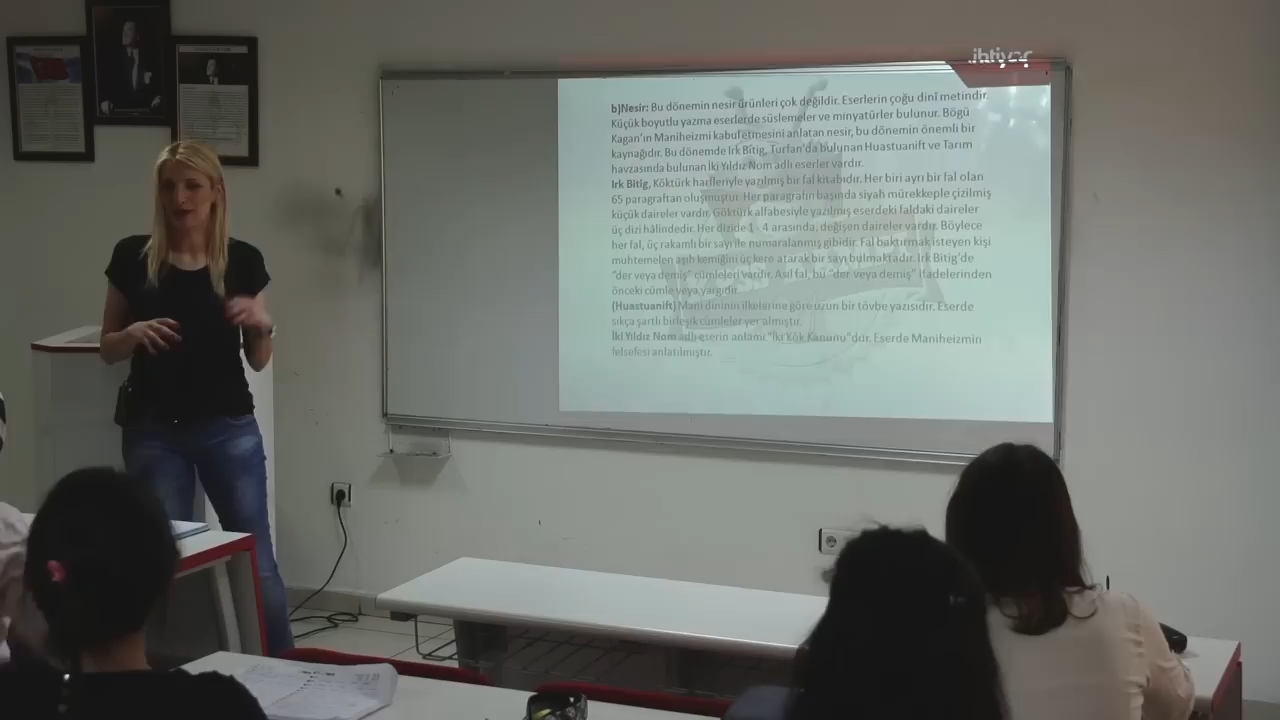 ihtiyaç
b)Nesir: Bu dönemin nesir ürünleri çok değildir. Eserlerin çoğu dinî metindir.
Küçük boyutlu yazma eserlerde süslemeler ve minyatürler bulunur. Bögü
Kagan'ın Maniheizmi kabul etmesini anlatan nesir, bu dönemin önemli bir
kaynağıdır. Bu dönemde Irk Bitig, Turfan'da bulunan Huastuanift ve Tarım
havzasında bulunan İki Yıldız Nom adlı eserler vardır.
Irk Bitig, Köktürk harfleriyle yazılmış bir fal kitabıdır. Her biri ayrı bir fal olan
65 paragraftan oluşmuştur. Her paragrafın başında siyah mürekkeple çizilmiş
küçük daireler vardır. Göktürk alfabesiyle yazılmış eserdeki faldaki daireler
üç dizi hâlindedir. Her dizide 1 - 4 arasında, değişen daireler vardır. Böylece
her fal, üç rakamlı bir sayı ile numaralanmış gibidir. Fal baktırmak isteyen kişi
muhtemelen aşıh kemiğini üç kere atarak bir sayı bulmaktadır. Irk Bitig'de
"der veya demiş" cümleleri vardır. Asıl fal, bu "der veya demiş" ifadelerinden
önceki cümle veya yargıdır.
(Huastuanift) Mani dininin ilkelerine göre uzun bir tövbe yazısıdır. Eserde
sıkça şartlı birleşik cümleler yer almıştır.
İki Yıldız Nom adlı eserin anlamı "İki Kök Kanunu"dur. Eserde Maniheizmin
felsefesi anlatılmıştır.